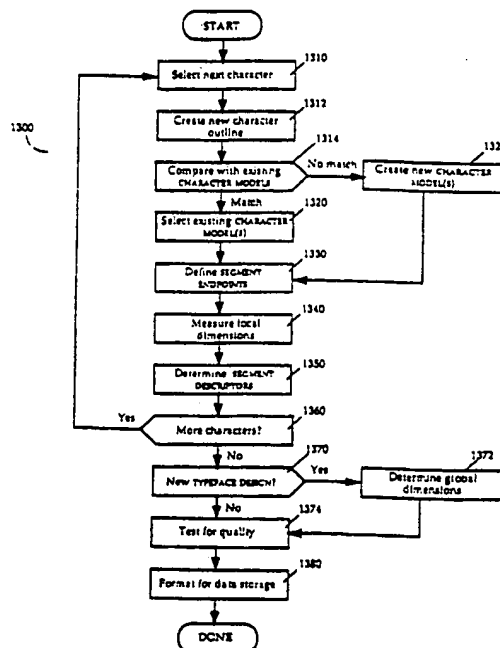 START
1310
Select next character
1300
1312
Create new character
outline
1314
Compare with existing
CHARACTER MODELS
No match
132
Create new CHARACTER
MODEL(S)
Match
1320
Select existing CHARACTER
MODEL(S)
1330
Define SEGMENT
ENDPOINTS
1340
Measure local
dimensions
1350
Determine SEGMENT
DESCRIPTORS
1360
Yes
More characters?
No
1370
New TYPEFACE DESIGN?
Yes
1372
Determine global
dimensions
No
1374
Test for quality
1380
Format for data storage
DONE